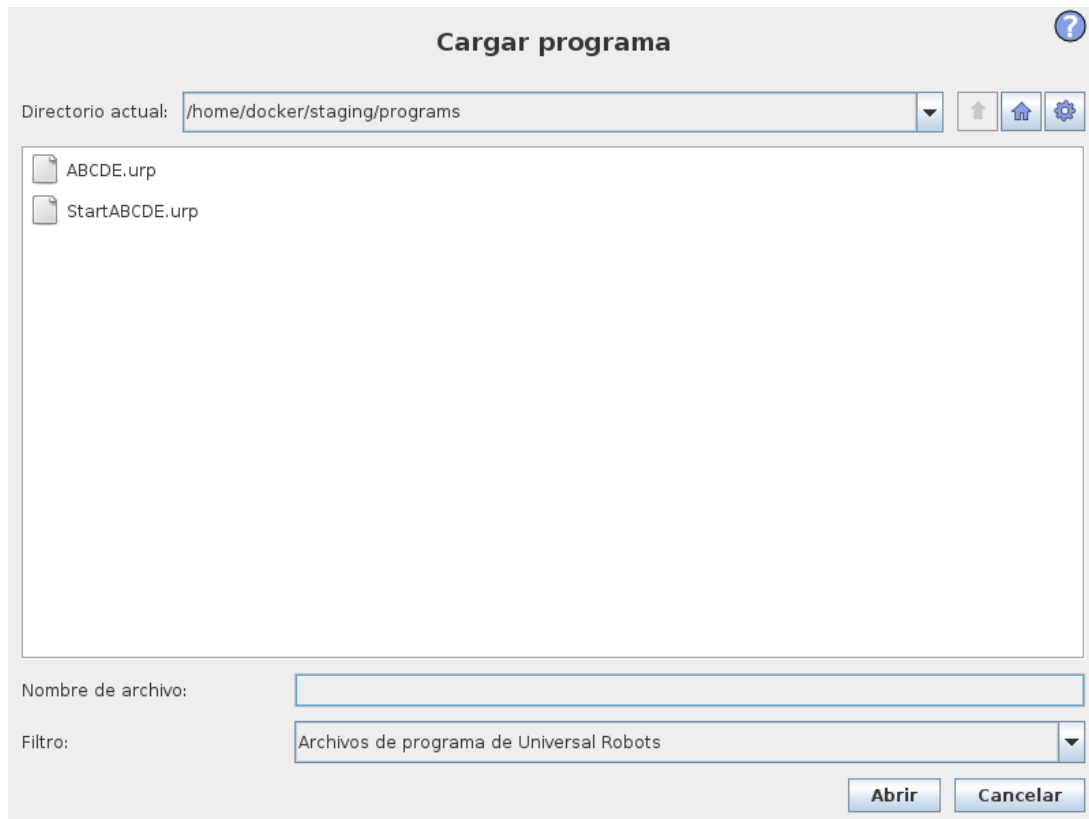 Cargar programa
?
Directorio actual: /home/docker/staging/programs
ABCDE.urp
StartABCDE.urp
Nombre de archivo:
Filtro: Archivos de programa de Universal Robots
Abrir Cancelar